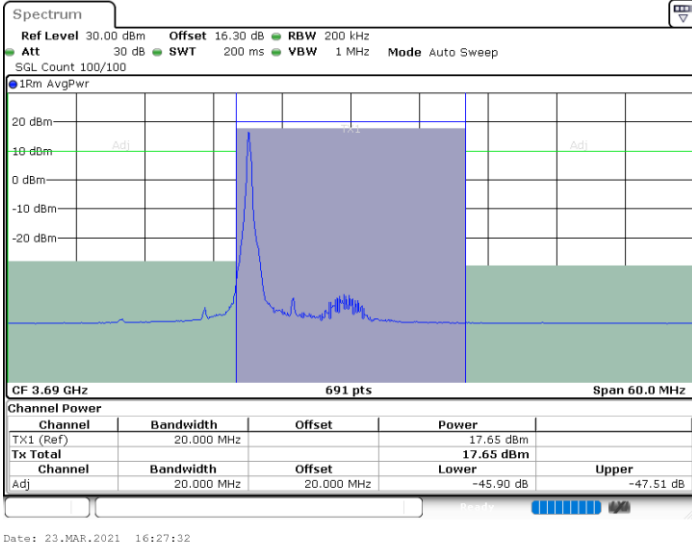 Spectrum
Ref Level 30.00 dBm Offset 16.30 dB RBW 200 kHz
Att 30 dB SWT 200 ms VBW 1 MHz Mode Auto Sweep
SGL Count 100/100
1Rm AvgPwr
20 dBm
TX1
Adj Adj
10 dBm
0 dBm
-10 dBm
-20 dBm
CF 3.69 GHz 691 pts Span 60.0 MHz
Channel Power
Channel Bandwidth Offset Power
TX1 (Ref) 20.000 MHz 17.65 dBm
Tx Total 17.65 dBm
Channel Bandwidth Offset Lower Upper
Adj 20.000 MHz 20.000 MHz -45.90 dB -47.51 dB
Ready
Date: 23.MAR.2021 16:27:32